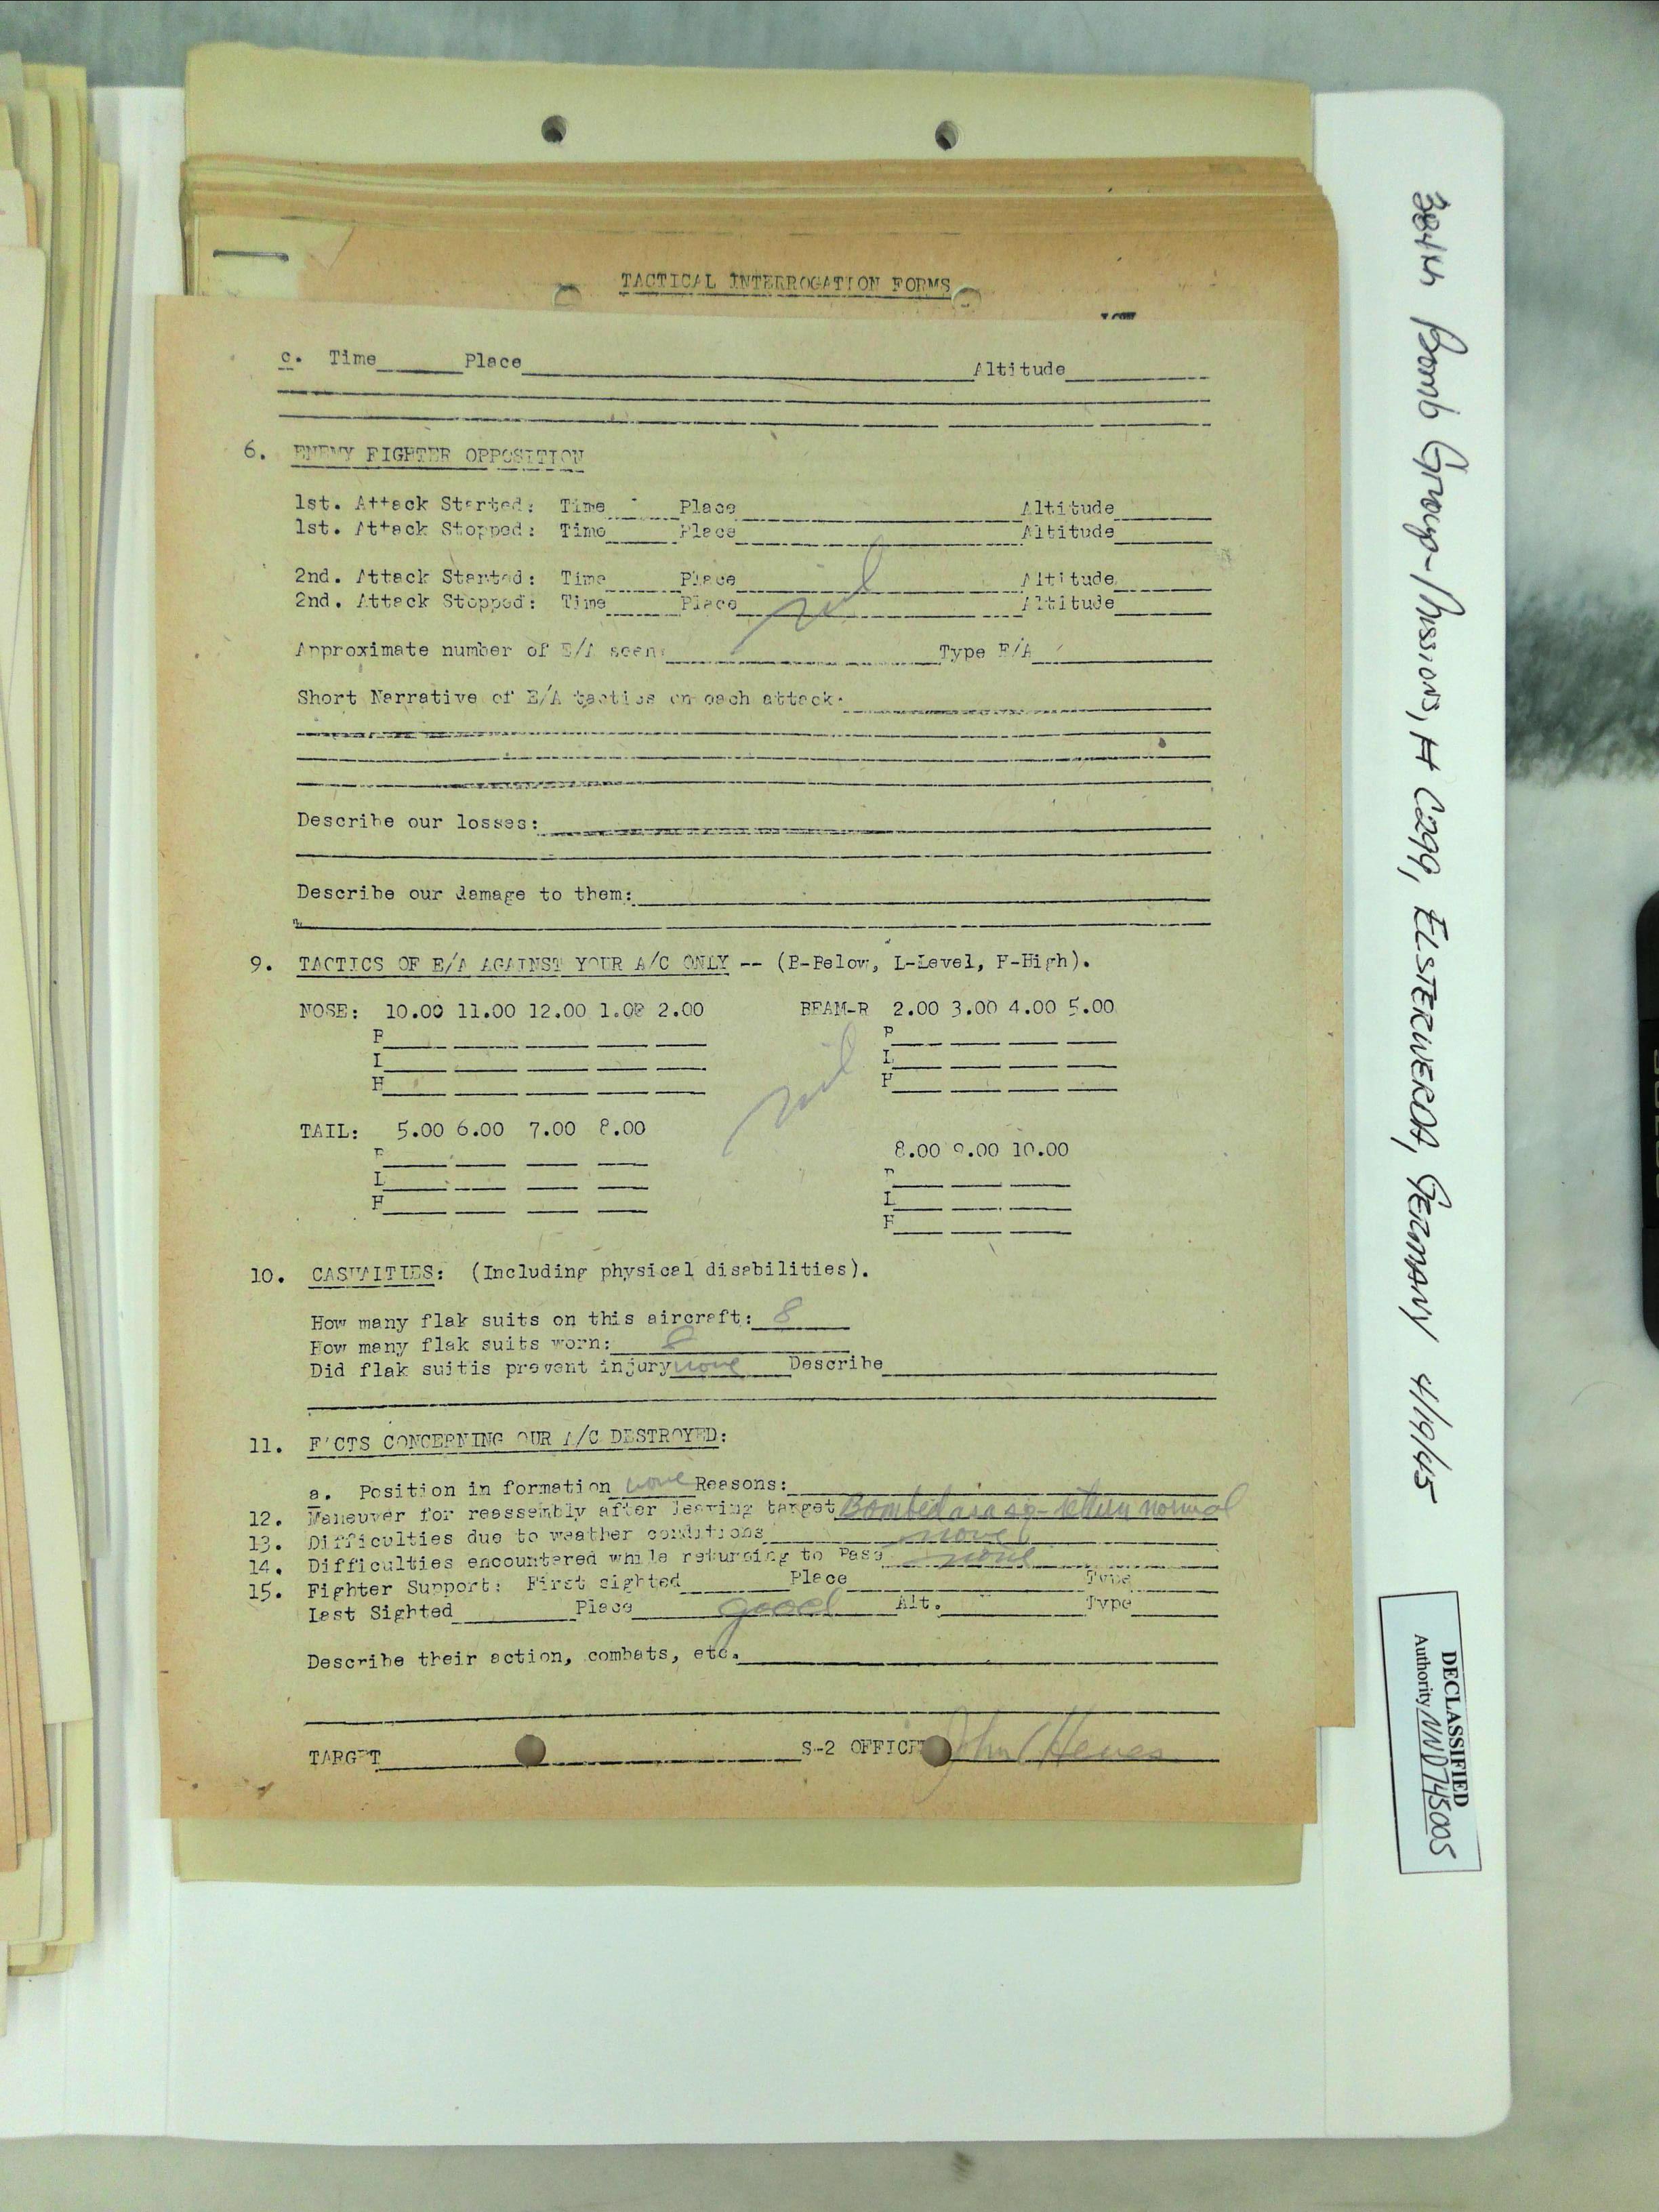 TACTICAL INTERROGATION FORMS
c. Time Place Altitude
6. ENEMY FIGHTER OPPOSITION
1st. Attack Started: Time Place Altitude
1st. Attack Stopped: Time Place Altitude
2nd. Attack Started: Time Place Altitude
2nd. Attack Stopped: Time Place Altitude
nil
Approximate number of E/A seen: Type E/A
Short Narrative of E/A tactics on each attack:
Describe our losses:
Describe our damage to them:
9. TACTICS OF E/A AGAINST YOUR A/C ONLY -- (B-Below, L-Level, H-High).
NOSE: 10.00 11.00 12.00 1.00 2.00 BEAM-R 2.00 3.00 4.00 5.00
B B
L L
H H
nil
TAIL: 5.00 6.00 7.00 8.00
8.00 9.00 10.00
B B
L L
H H
10. CASUALTIES: (Including physical disabilities).
How many flak suits on this aircraft: 8
How many flak suits worn: 8
Did flak suitis prevent injury none Describe
11. FACTS CONCERNING OUR A/C DESTROYED:
a. Position in formation none Reasons:
12. Maneuver for reassembly after leaving target Bombed as a sq - return normal
13. Difficulties due to weather conditions none
14. Difficulties encountered while returning to Base none
15. Fighter Support: First sighted Place Type
Last Sighted Place good Alt. Type
Describe their action, combats, etc.
TARGET S-2 OFFICER John
384th Bomb Group-Missions, A Co299, ELSTERWERDA, GERMANY 4/19/45
DECLASSIFIED
Authority NND745005